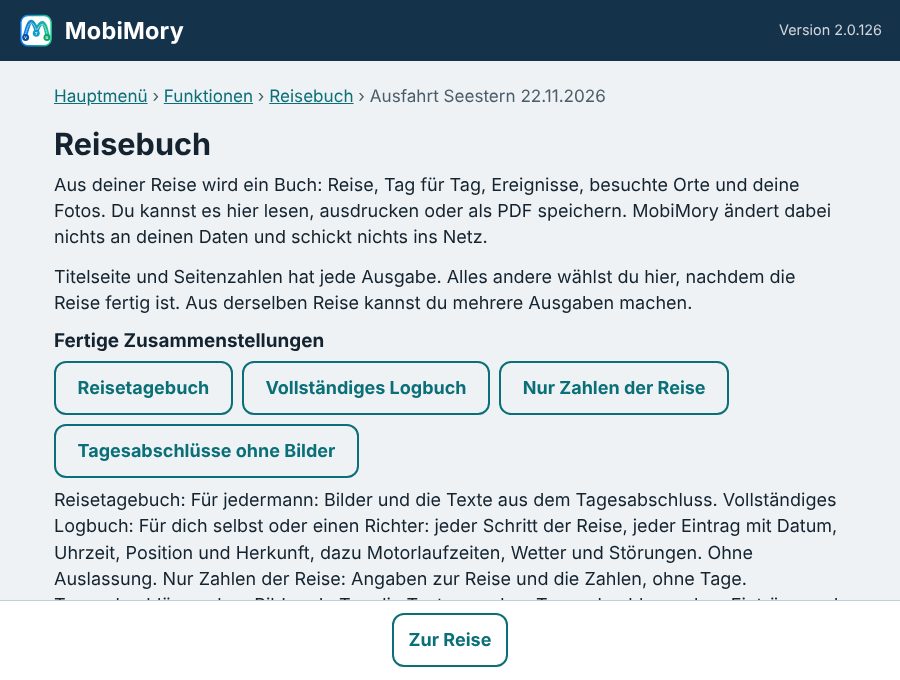 MobiMory
Version 2.0.126
Hauptmenü › Funktionen › Reisebuch › Ausfahrt Seestern 22.11.2026
Reisebuch
Aus deiner Reise wird ein Buch: Reise, Tag für Tag, Ereignisse, besuchte Orte und deine
Fotos. Du kannst es hier lesen, ausdrucken oder als PDF speichern. MobiMory ändert dabei
nichts an deinen Daten und schickt nichts ins Netz.
Titelseite und Seitenzahlen hat jede Ausgabe. Alles andere wählst du hier, nachdem die
Reise fertig ist. Aus derselben Reise kannst du mehrere Ausgaben machen.
Fertige Zusammenstellungen
Reisetagebuch
Vollständiges Logbuch
Nur Zahlen der Reise
Tagesabschlüsse ohne Bilder
Reisetagebuch: Für jedermann: Bilder und die Texte aus dem Tagesabschluss. Vollständiges
Logbuch: Für dich selbst oder einen Richter: jeder Schritt der Reise, jeder Eintrag mit Datum,
Uhrzeit, Position und Herkunft, dazu Motorlaufzeiten, Wetter und Störungen. Ohne
Auslassung. Nur Zahlen der Reise: Angaben zur Reise und die Zahlen, ohne Tage.
Zur Reise